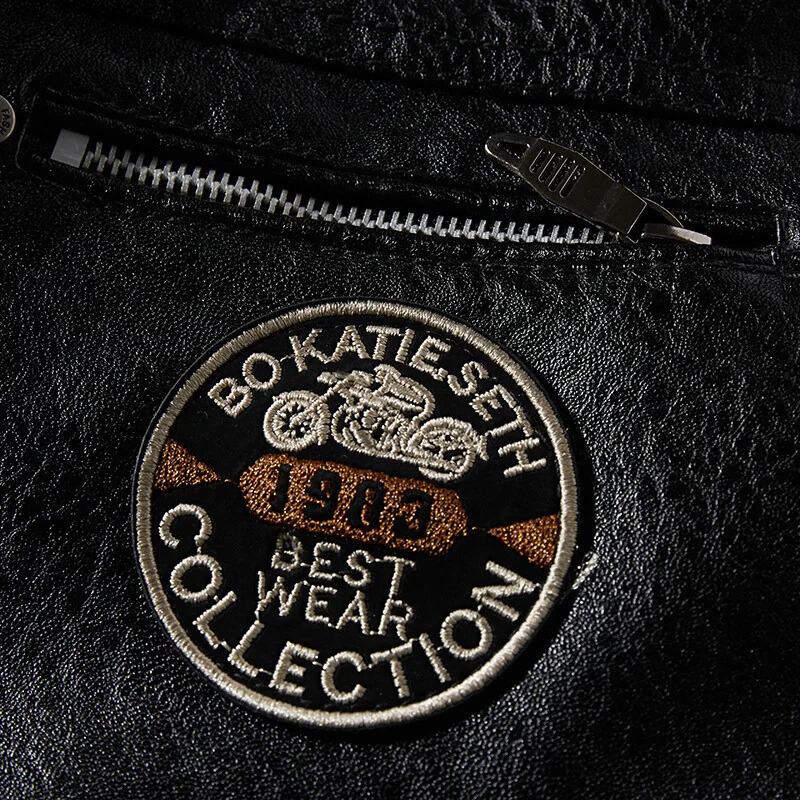 BO-KATIE.SETH
1903
BEST
WEAR
COLLECTION